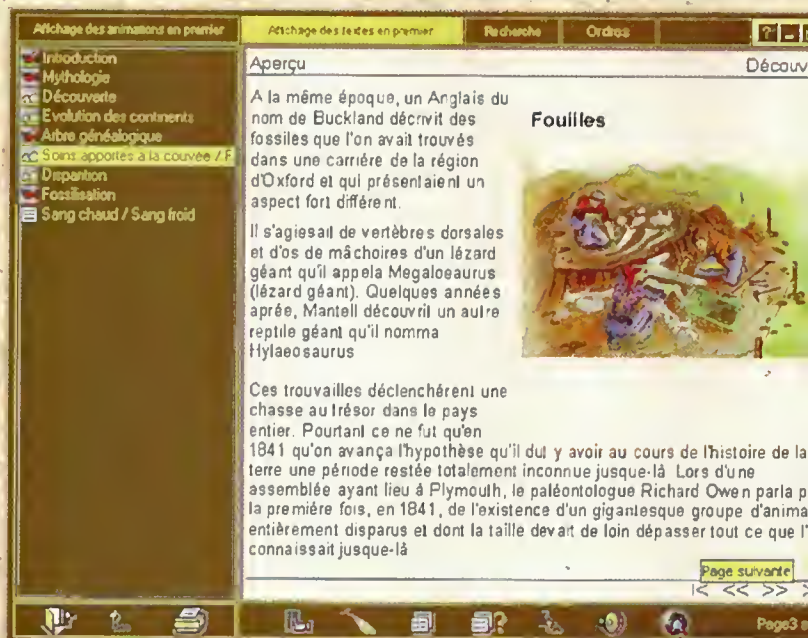 Affichage des animations en premier
Affichage des textes en premier
Recherche
Ordres
?
Introduction
Mythologie
Découverte
Evolution des continents
Arbre généalogique
Soins apportés à la couvée / F
Disparition
Fossilisation
Sang chaud / Sang froid
Aperçu
Découv
A la même époque, un Anglais du
nom de Buckland décrivit des
fossiles que l'on avait trouvés
dans une carrière de la région
d'Oxford et qui présentaient un
aspect fort différent.
Il s'agissait de vertèbres dorsales
et d'os de mâchoires d'un lézard
géant qu'il appela Megalosaurus
(lézard géant). Quelques années
après, Mantell découvrit un autre
reptile géant qu'il nomma
Hylaeosaurus
Fouilles
Ces trouvailles déclenchèrent une
chasse au trésor dans le pays
entier. Pourtant ce ne fut qu'en
1841 qu'on avança l'hypothèse qu'il dut y avoir au cours de l'histoire de la
terre une période restée totalement inconnue jusque-là Lors d'une
assemblée ayant lieu à Plymouth, le paléontologue Richard Owen parla p
la première fois, en 1841, de l'existence d'un gigantesque groupe d'anima
entièrement disparus et dont la taille devait de loin dépasser tout ce que l'
connaissait jusque-là
Page suivante
|< << >> >
Page3